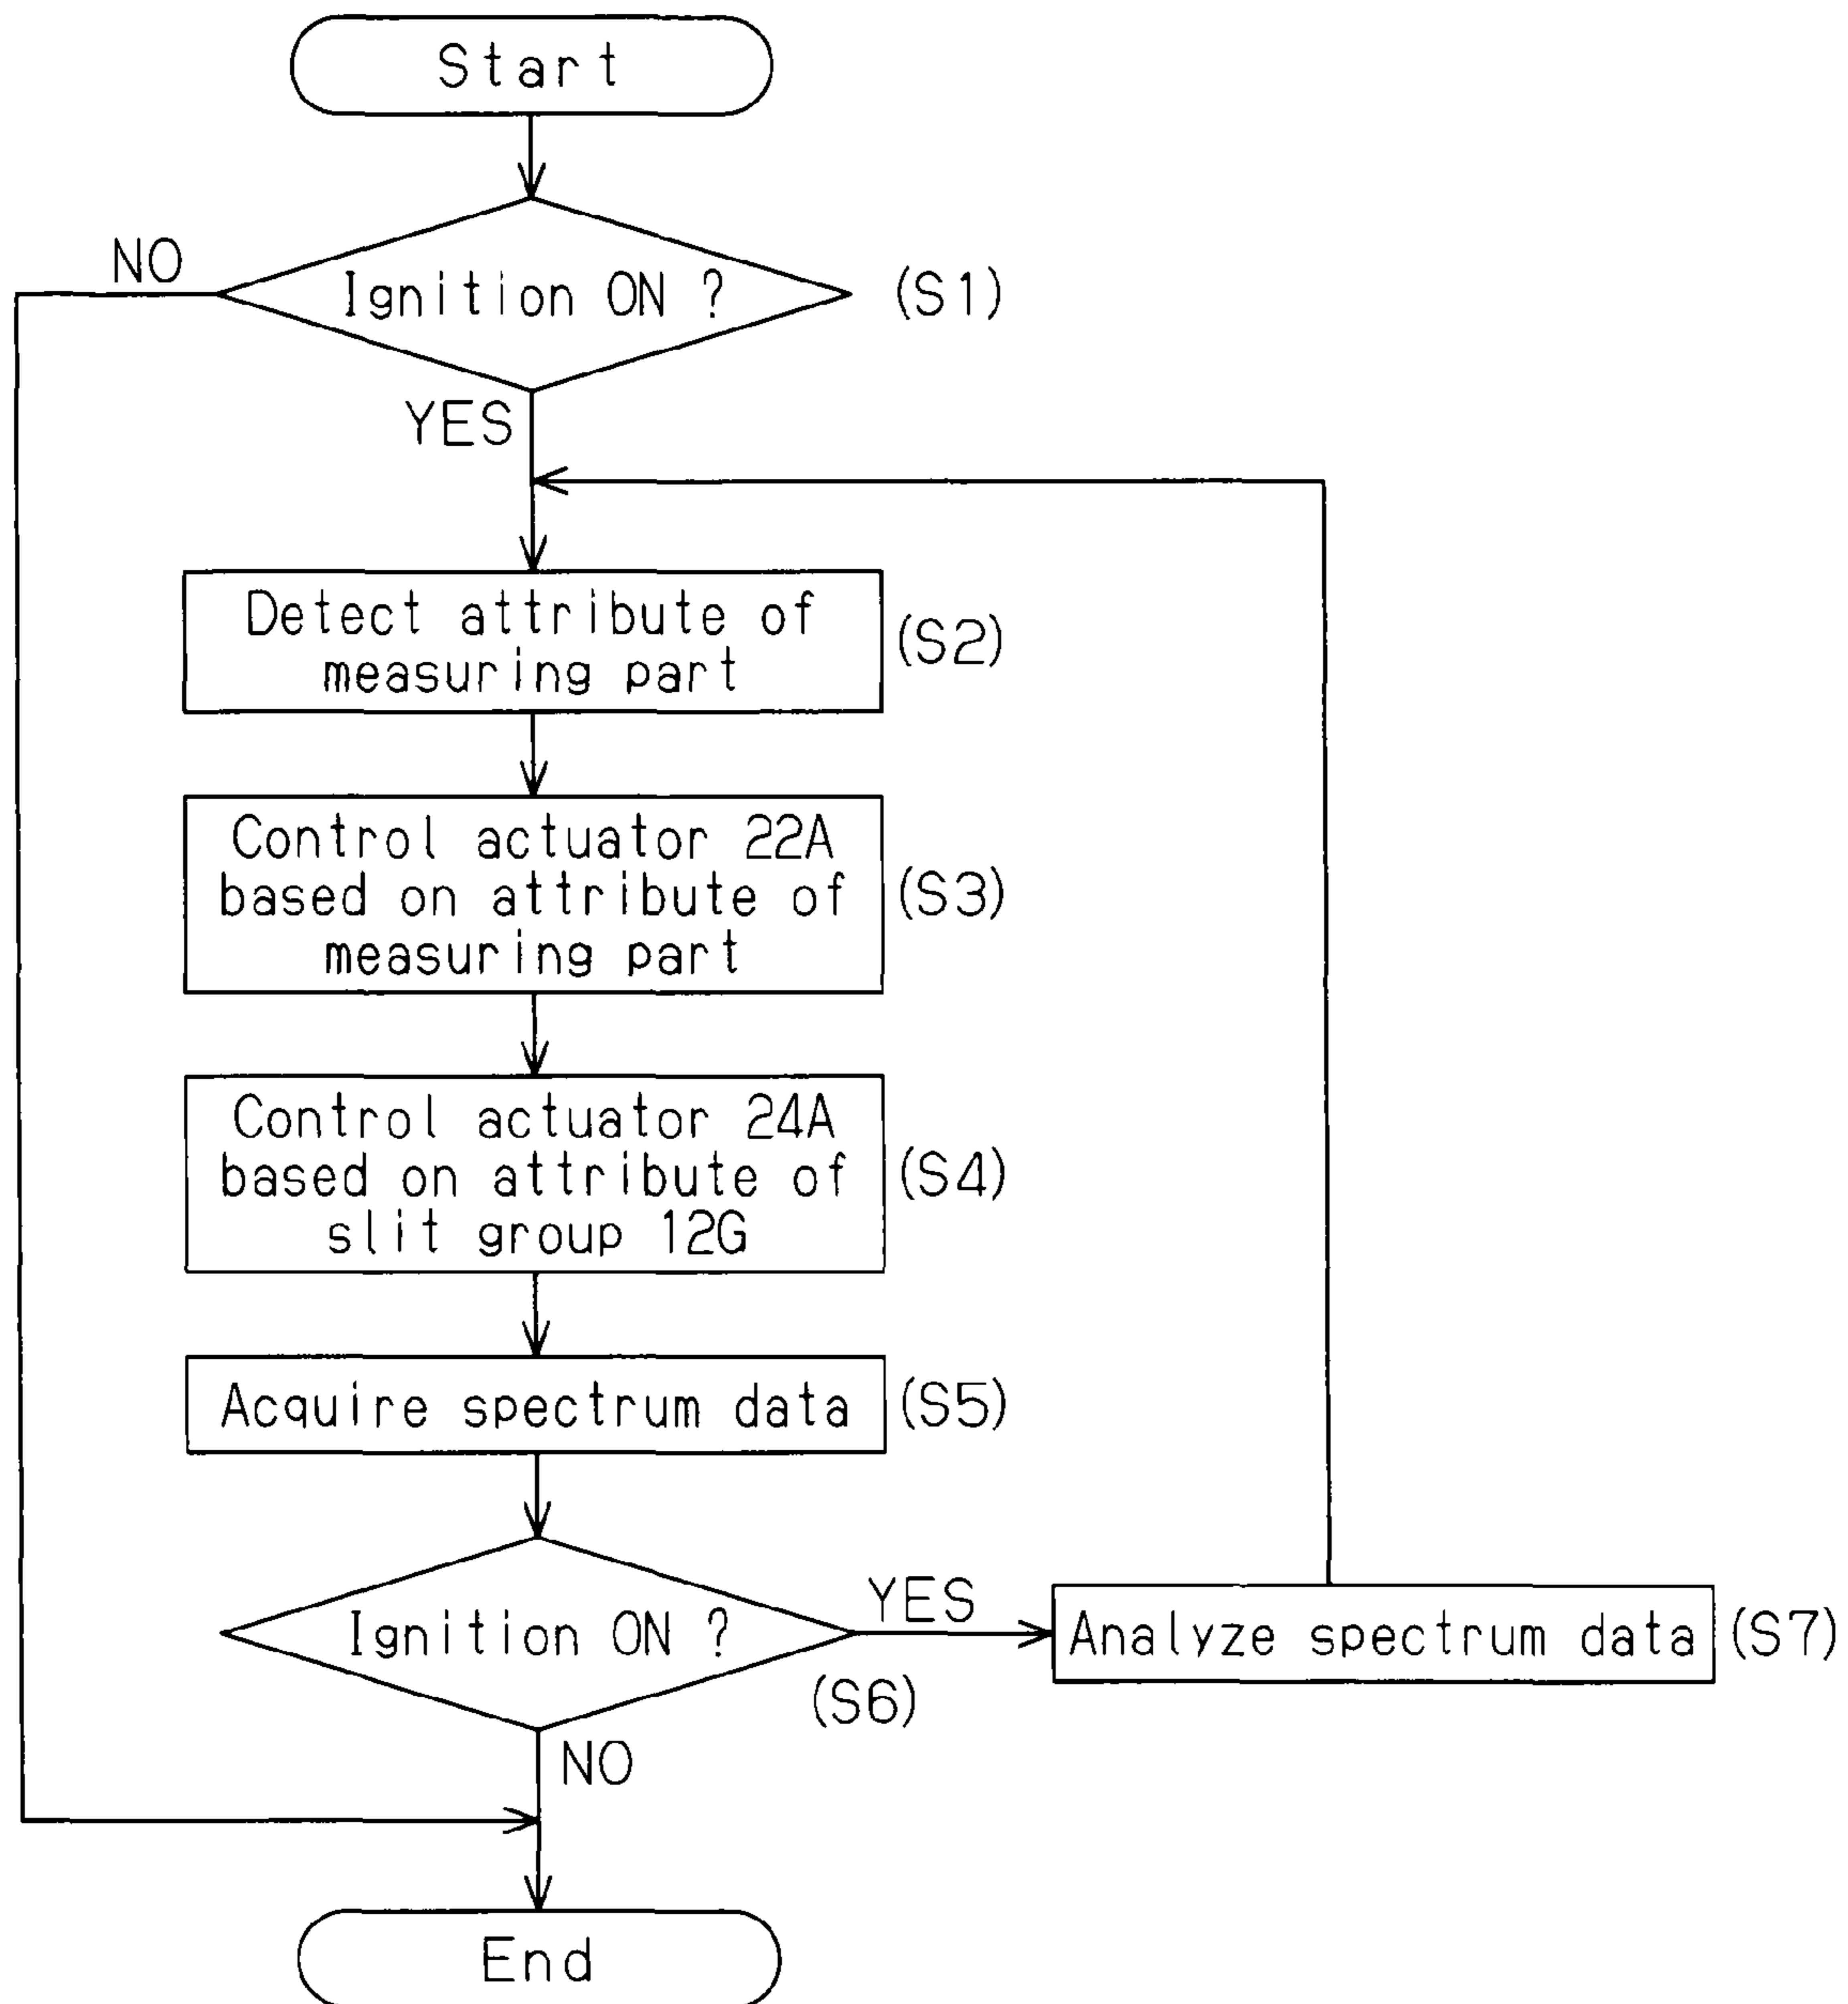 Start
NO
Ignition ON ?
(S1)
YES
Detect attribute of
measuring part
(S2)
Control actuator 22A
based on attribute of
measuring part
(S3)
Control actuator 24A
based on attribute of
slit group 12G
(S4)
Acquire spectrum data
(S5)
Ignition ON ?
(S6)
YES
Analyze spectrum data
(S7)
NO
End